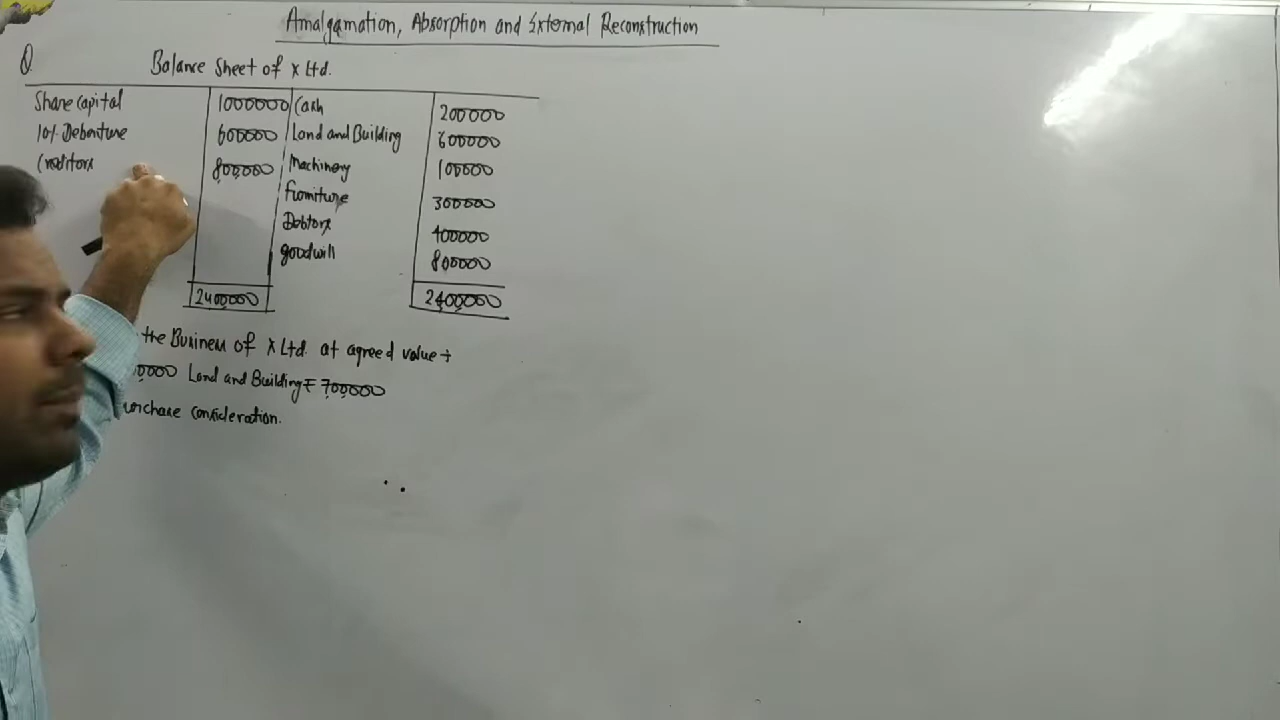 Amalgamation, Absorption and External Reconstruction
Q. Balance Sheet of X Ltd.
Share Capital 1000000 Cash 200000
10% Debenture 600000 Land and Building 600000
Creditors 800000 Machinery 100000
Furniture 300000
Debtors 400000
Goodwill 800000
2400000 2400000
the Business of X Ltd. at agreed value
0,000 Land and Building ₹ 700000
urchase Consideration.